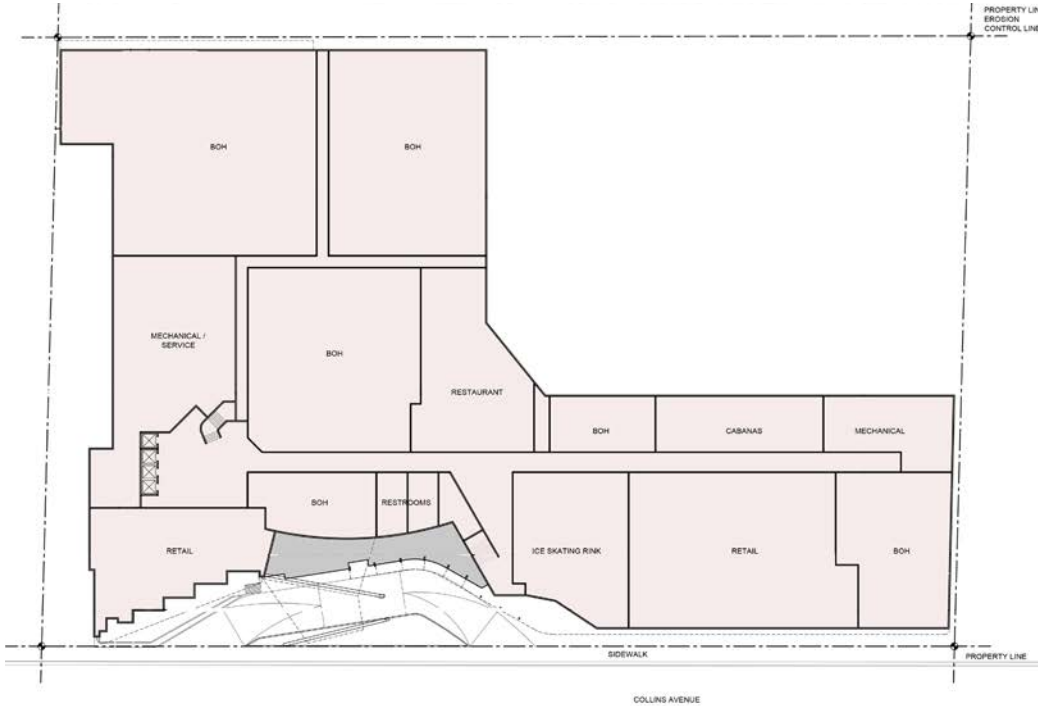 PROPERTY LIN
EROSION
CONTROL LINE
BOH
BOH
MECHANICAL /
SERVICE
BOH
RESTAURANT
BOH
CABANAS
MECHANICAL
BOH
RESTROOMS
RETAIL
ICE SKATING RINK
RETAIL
BOH
SIDEWALK
PROPERTY LINE
COLLINS AVENUE